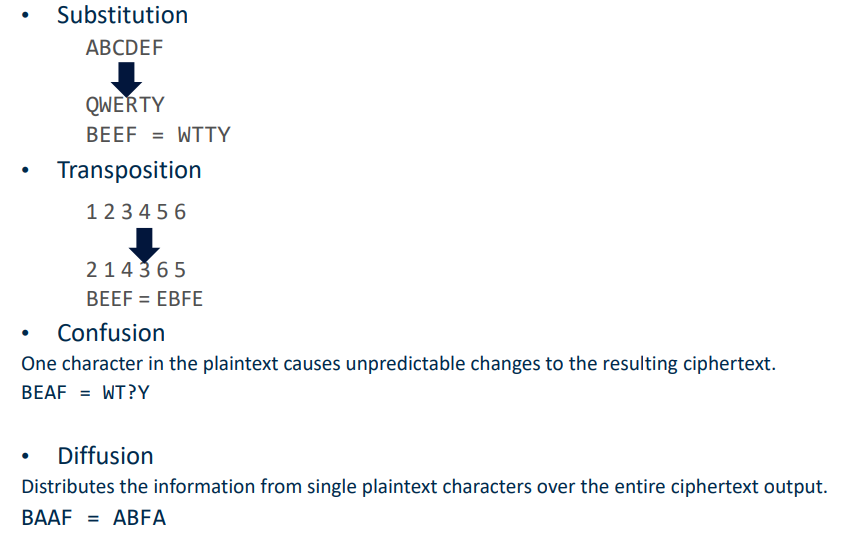 • Substitution
ABCDEF
QWERTY
BEEF = WTTY
• Transposition
1 2 3 4 5 6
2 1 4 3 6 5
BEEF = EBFE
• Confusion
One character in the plaintext causes unpredictable changes to the resulting ciphertext.
BEAF = WT?Y
• Diffusion
Distributes the information from single plaintext characters over the entire ciphertext output.
BAAF = ABFA